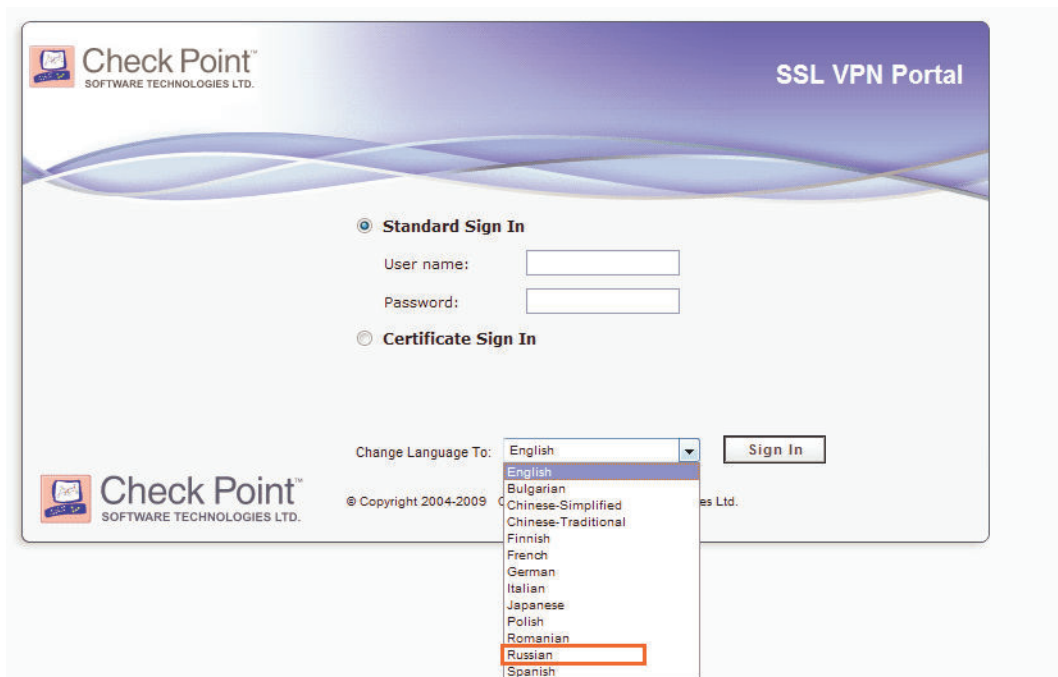 Check Point™
SOFTWARE TECHNOLOGIES LTD.
SSL VPN Portal
Standard Sign In
User name:
Password:
Certificate Sign In
Change Language To: English Sign In
English
Bulgarian
Chinese-Simplified
Chinese-Traditional
Finnish
French
German
Italian
Japanese
Polish
Romanian
Russian
Spanish
Check Point™
SOFTWARE TECHNOLOGIES LTD.
© Copyright 2004-2009 es Ltd.